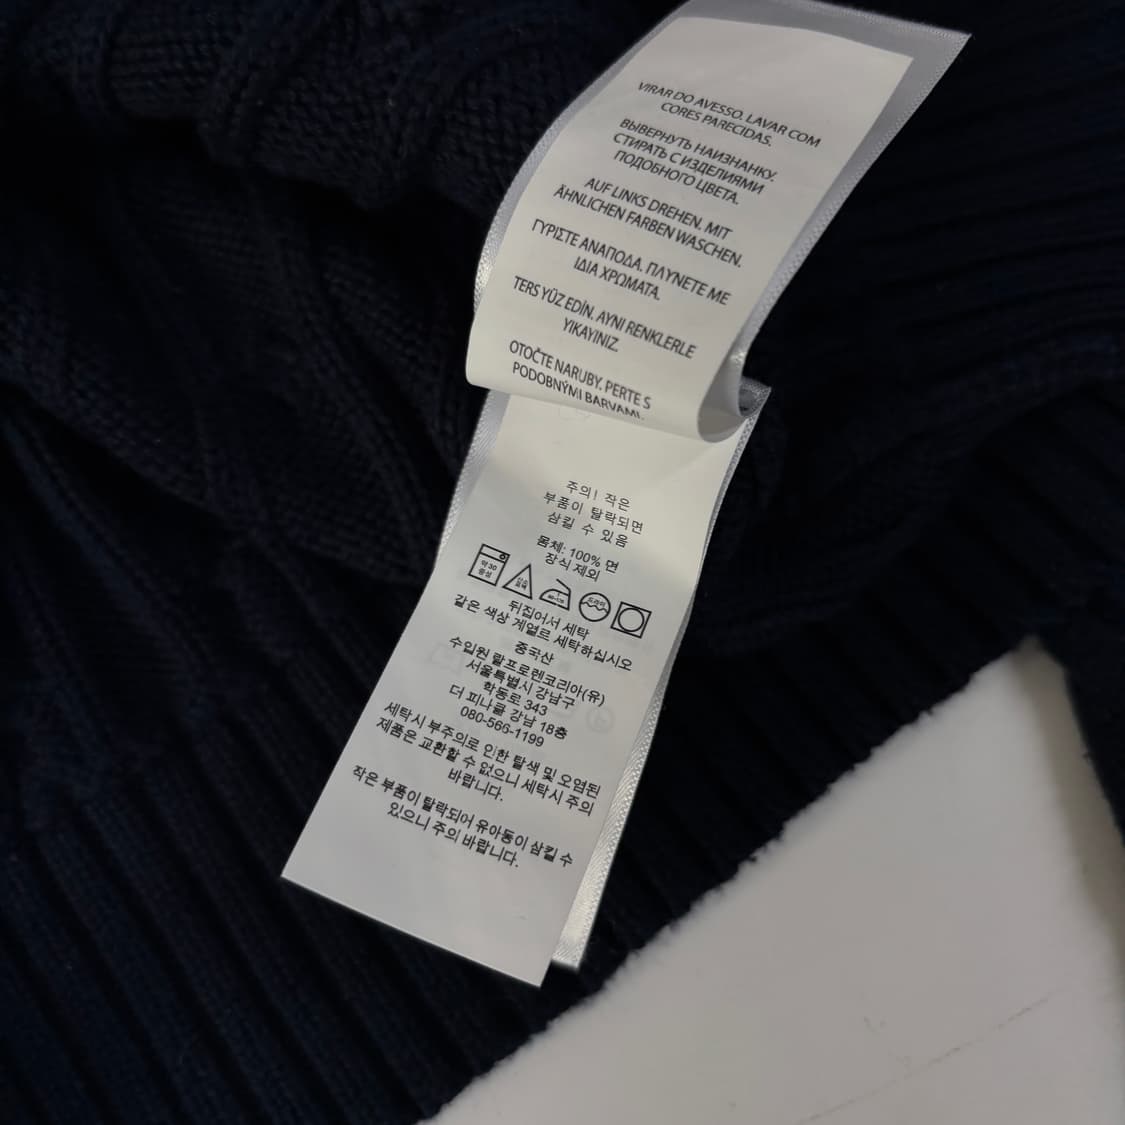 VIRAR DO AVESSO. LAVAR COM
CORES PARECIDAS.
ВЫВЕРНУТЬ НАИЗНАНКУ.
СТИРАТЬ С ИЗДЕЛИЯМИ
ПОДОБНОГО ЦВЕТА.
AUF LINKS DREHEN. MIT
ÄHNLICHEN FARBEN WASCHEN.
ΓΥΡΙΣΤΕ ΑΝΑΠΟΔΑ. ΠΛΥΝΕΤΕ ΜΕ
ΙΔΙΑ ΧΡΩΜΑΤΑ.
TERS YÜZ EDİN. AYNI RENKLERLE
YIKAYINIZ.
OTOČTE NARUBY. PERTE S
PODOBNÝMI BARVAMI.
주의! 작은
부품이 탈락되면
삼킬 수 있음
몸체: 100% 면
장식 제외
약 30
중성
드라이
뒤집어서 세탁
같은 색상 계열로 세탁하십시오
중국산
수입원 랄프로렌코리아(유)
서울특별시 강남구
학동로 343
더 피나클 강남 18층
080-566-1199
세탁시 부주의로 인한 탈색 및 오염된
제품은 교환할 수 없으니 세탁시 주의
바랍니다.
작은 부품이 탈락되어 유아동이 삼킬 수
있으니 주의 바랍니다.